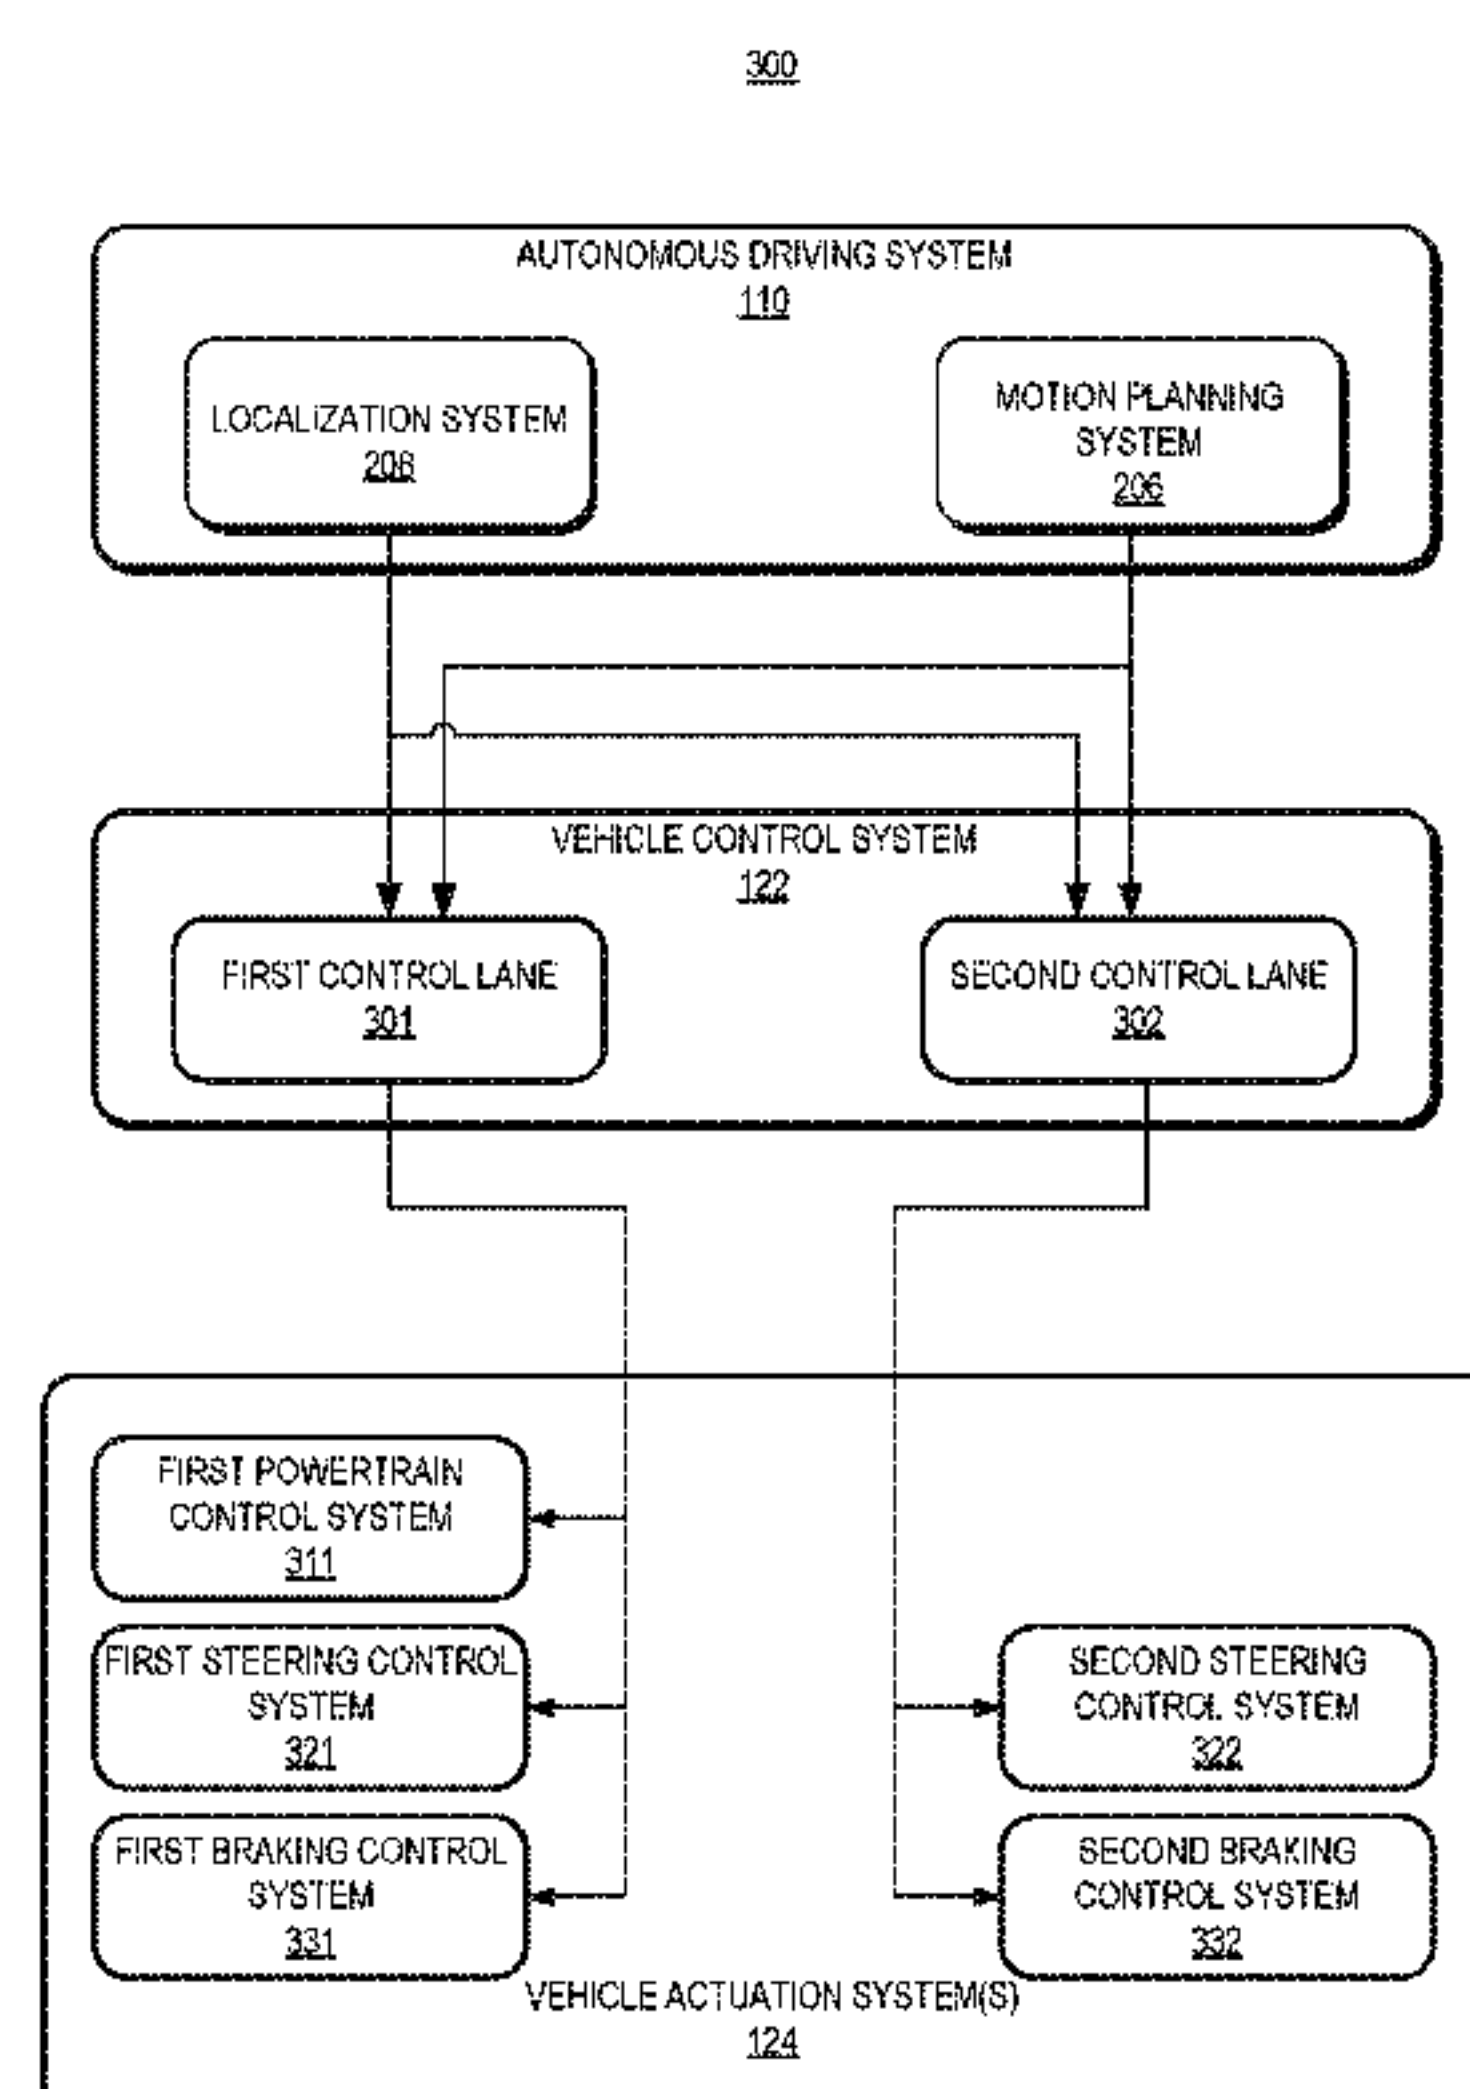 300
AUTONOMOUS DRIVING SYSTEM
110
LOCALIZATION SYSTEM
208
MOTION PLANNING
SYSTEM
206
VEHICLE CONTROL SYSTEM
122
FIRST CONTROL LANE
301
SECOND CONTROL LANE
302
FIRST POWERTRAIN
CONTROL SYSTEM
311
FIRST STEERING CONTROL
SYSTEM
321
SECOND STEERING
CONTROL SYSTEM
322
FIRST BRAKING CONTROL
SYSTEM
331
SECOND BRAKING
CONTROL SYSTEM
332
VEHICLE ACTUATION SYSTEM(S)
124